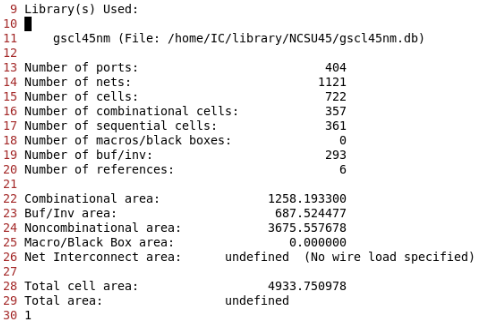 9 Library(s) Used:
10
11 gscl45nm (File: /home/IC/library/NCSU45/gscl45nm.db)
12
13 Number of ports: 404
14 Number of nets: 1121
15 Number of cells: 722
16 Number of combinational cells: 357
17 Number of sequential cells: 361
18 Number of macros/black boxes: 0
19 Number of buf/inv: 293
20 Number of references: 6
21
22 Combinational area: 1258.193300
23 Buf/Inv area: 687.524477
24 Noncombinational area: 3675.557678
25 Macro/Black Box area: 0.000000
26 Net Interconnect area: undefined (No wire load specified)
27
28 Total cell area: 4933.750978
29 Total area: undefined
30 1